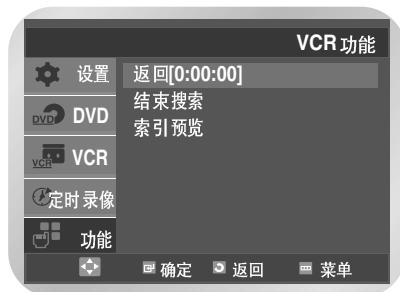 VCR 功能
设置
返回[0:00:00]
DVD DVD
结束搜索
索引预览
VCR VCR
定时录像
功能
确定 返回 菜单